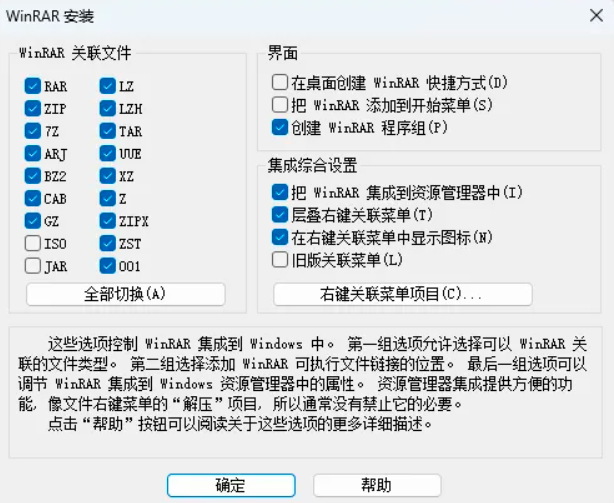 WinRAR 安装
WinRAR 关联文件
RAR
ZIP
7Z
ARJ
BZ2
CAB
GZ
ISO
JAR
LZ
LZH
TAR
UUE
XZ
Z
ZIPX
ZST
001
全部切换(A)
界面
在桌面创建 WinRAR 快捷方式(D)
把 WinRAR 添加到开始菜单(S)
创建 WinRAR 程序组(P)
集成综合设置
把 WinRAR 集成到资源管理器中(I)
层叠右键关联菜单(T)
在右键关联菜单中显示图标(N)
旧版关联菜单(L)
右键关联菜单项目(C)...
这些选项控制 WinRAR 集成到 Windows 中。 第一组选项允许选择可以 WinRAR 关
联的文件类型。 第二组选择添加 WinRAR 可执行文件链接的位置。 最后一组选项可以
调节 WinRAR 集成到 Windows 资源管理器中的属性。 资源管理器集成提供方便的功
能，像文件右键菜单的“解压”项目，所以通常没有禁止它的必要。
点击“帮助”按钮可以阅读关于这些选项的更多详细描述。
确定
帮助